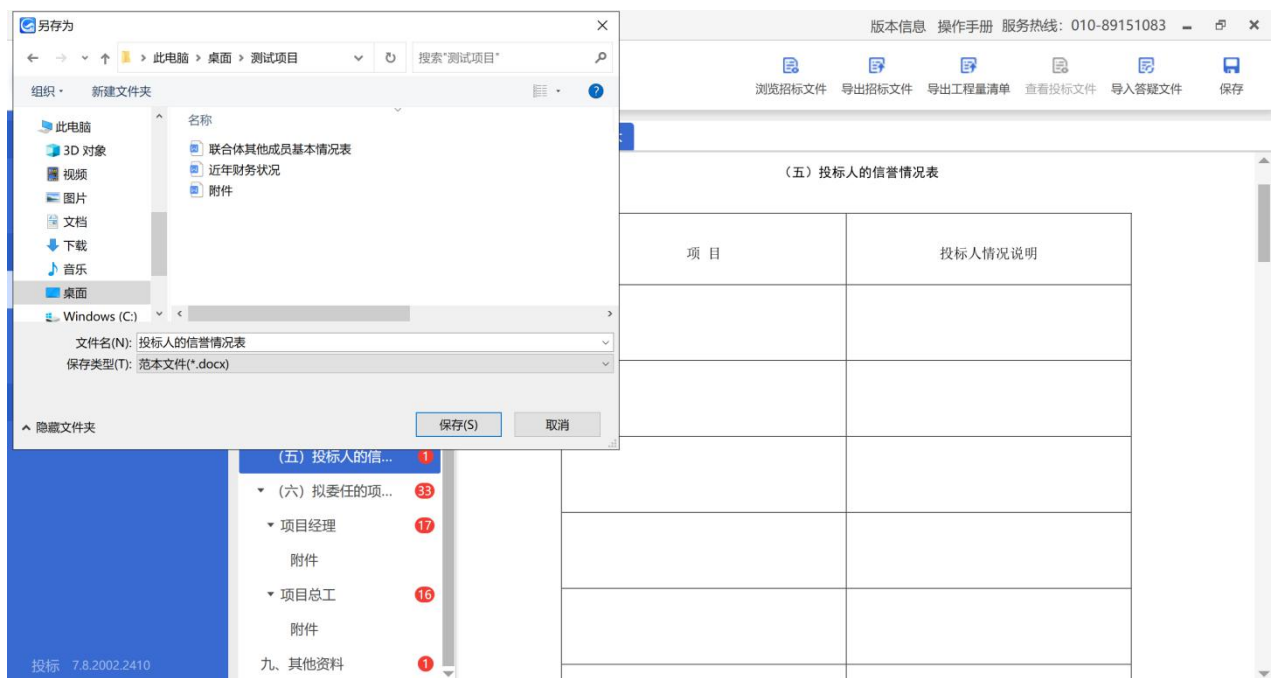 另存为
版本信息 操作手册 服务热线: 010-89151083
此电脑 › 桌面 › 测试项目
搜索"测试项目"
组织 新建文件夹
浏览招标文件 导出招标文件 导出工程量清单 查看投标文件 导入答疑文件 保存
此电脑
3D 对象
视频
图片
文档
下载
音乐
桌面
Windows (C:)
名称
联合体其他成员基本情况表
近年财务状况
附件
文件名(N): 投标人的信誉情况表
保存类型(T): 范本文件(*.docx)
隐藏文件夹
保存(S) 取消
(五) 投标人的信... 1
(六) 拟委任的项... 33
项目经理 17
附件
项目总工 16
附件
九、其他资料 1
投标 7.8.2002.2410
(五) 投标人的信誉情况表
项 目 投标人情况说明